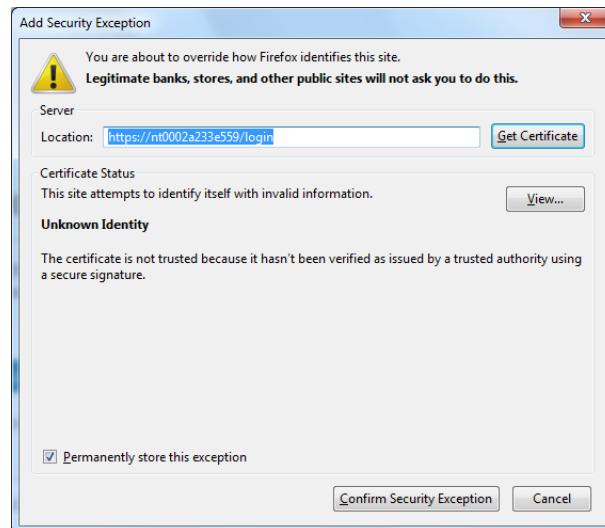 Add Security Exception
You are about to override how Firefox identifies this site.
Legitimate banks, stores, and other public sites will not ask you to do this.
Server
Location: https://nt0002a233e559/login Get Certificate
Certificate Status
This site attempts to identify itself with invalid information. View...
Unknown Identity
The certificate is not trusted because it hasn't been verified as issued by a trusted authority using
a secure signature.
Permanently store this exception
Confirm Security Exception Cancel